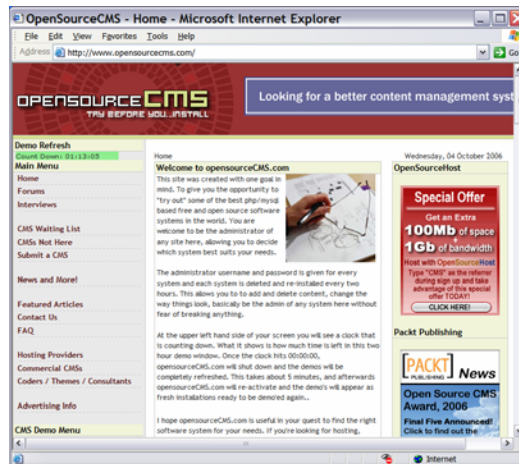 OpenSourceCMS - Home - Microsoft Internet Explorer
File Edit View Favorites Tools Help
Address http://www.opensourcecms.com/ Go
OPENSOURCECMS
TRY BEFORE YOU...INSTALL
Looking for a better content management syst
Demo Refresh
Count Down: 01:13:05
Main Menu
Home
Forums
Interviews
CMS Waiting List
CMSs Not Here
Submit a CMS
News and More!
Featured Articles
Contact Us
FAQ
Hosting Providers
Commercial CMSs
Coders / Themes / Consultants
Advertising Info
CMS Demo Menu
Home
Welcome to opensourceCMS.com
This site was created with one goal in
mind. To give you the opportunity to
"try out" some of the best php/mysql
based free and open source software
systems in the world. You are
welcome to be the administrator of
any site here, allowing you to decide
which system best suits your needs.
The administrator username and password is given for every
system and each system is deleted and re-installed every two
hours. This allows you to to add and delete content, change the
way things look, basically be the admin of any system here without
fear of breaking anything.
At the upper left hand side of your screen you will see a clock that
is counting down. What it shows is how much time is left in this two
hour demo window. Once the clock hits 00:00:00,
opensourceCMS.com will shut down and the demos will be
completely refreshed. This takes about 5 minutes, and afterwards
opensourceCMS.com will re-activate and the demo's will appear as
fresh installations ready to be demo'ed again..
I hope opensourceCMS.com is useful in your quest to find the right
software system for your needs. If you're looking for hosting,
Wednesday, 04 October 2006
OpenSourceHost
Special Offer
Get an Extra
100Mb of space
+
1Gb of bandwidth
Host with OpenSourceHost
Type "CMS" as the referrer
during sign up and take
advantage of this special
offer TODAY!
CLICK HERE!
Packt Publishing
PACKT
PUBLISHING
News
Open Source CMS
Award, 2006
Final Five Announced!
Click to find out the
Internet